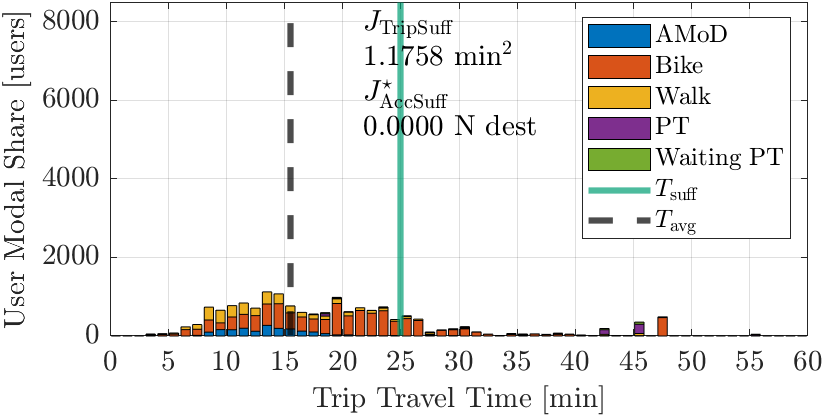 User Modal Share [users]
8000
6000
4000
2000
0
J_TripSuff
1.1758 min²
J*_AccSuff
0.0000 N dest
AMoD
Bike
Walk
PT
Waiting PT
T_suff
T_avg
0 5 10 15 20 25 30 35 40 45 50 55 60
Trip Travel Time [min]